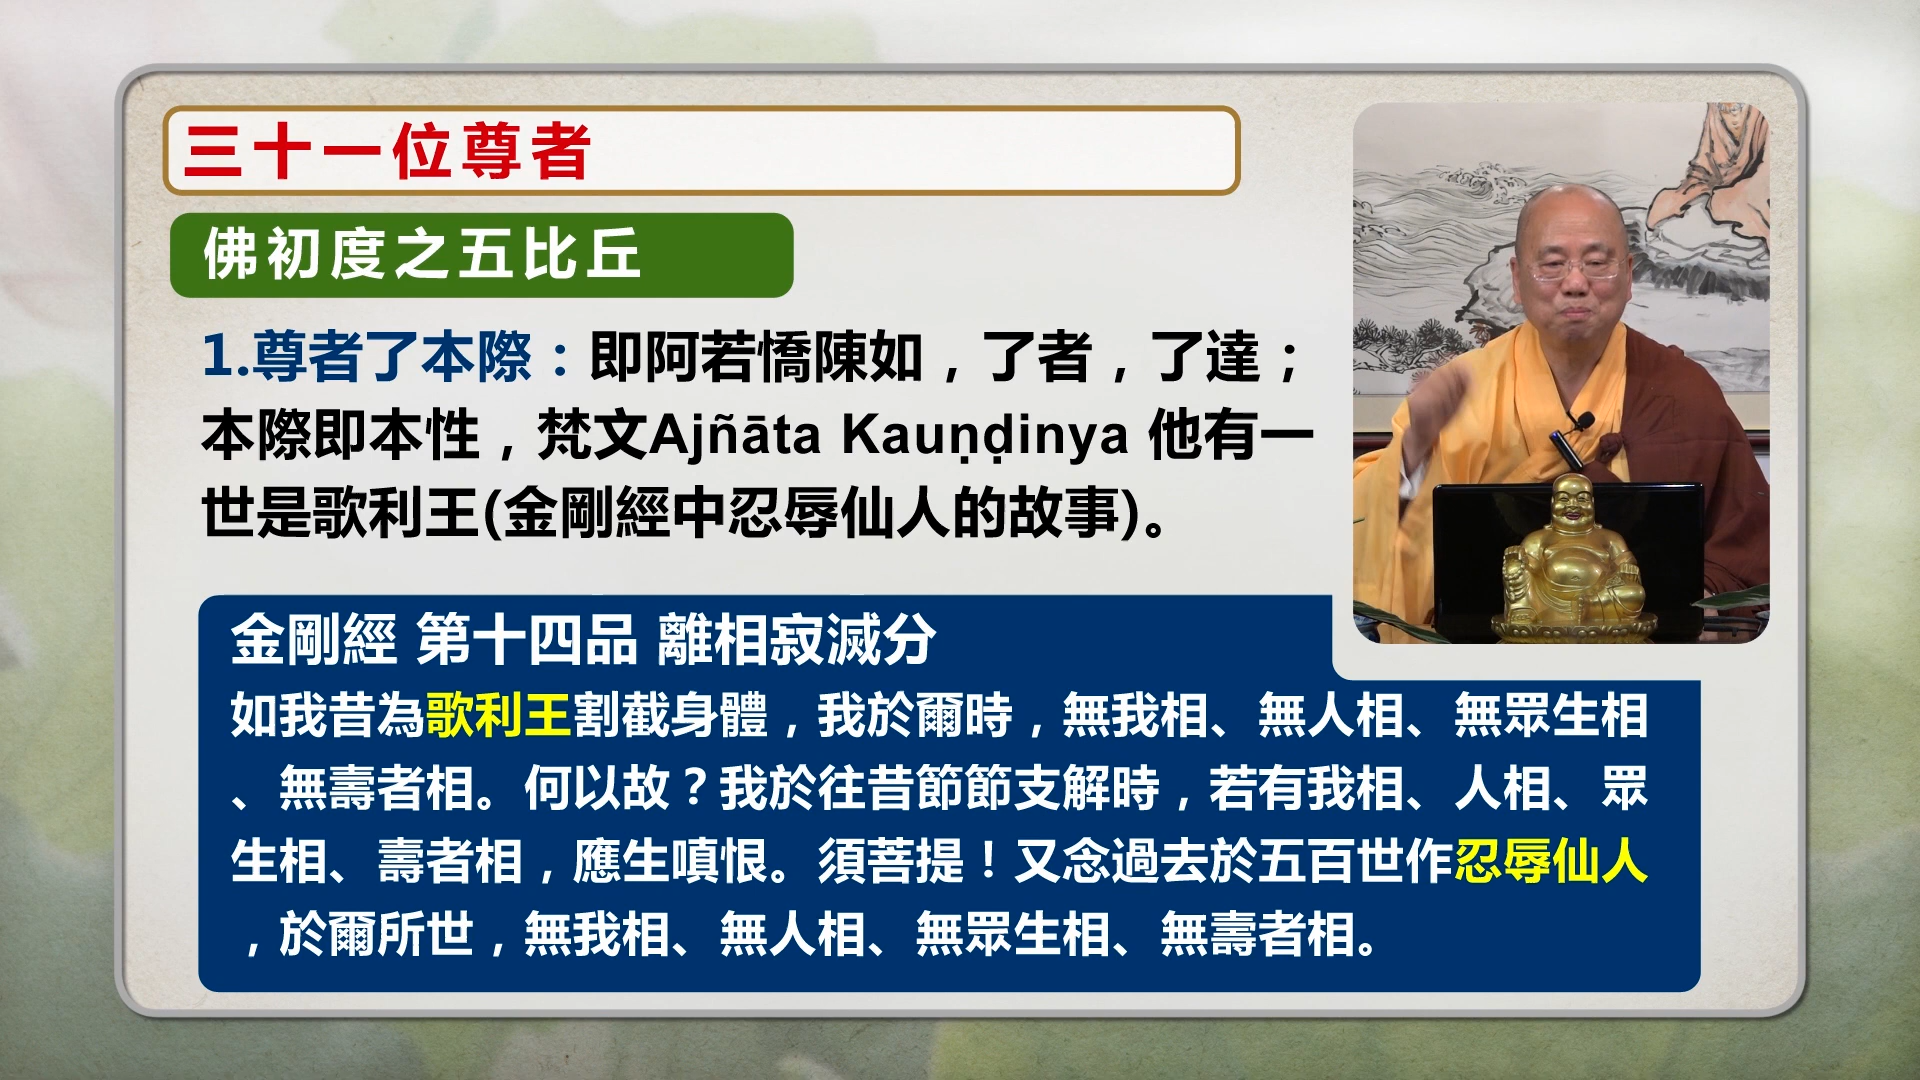 三十一位尊者
佛初度之五比丘
1.尊者了本際：即阿若憍陳如，了者，了達；
本際即本性，梵文Ajñāta Kauṇḍinya 他有一
世是歌利王(金剛經中忍辱仙人的故事)。
金剛經 第十四品 離相寂滅分
如我昔為歌利王割截身體，我於爾時，無我相、無人相、無眾生相
、無壽者相。何以故？我於往昔節節支解時，若有我相、人相、眾
生相、壽者相，應生嗔恨。須菩提！又念過去於五百世作忍辱仙人
，於爾所世，無我相、無人相、無眾生相、無壽者相。